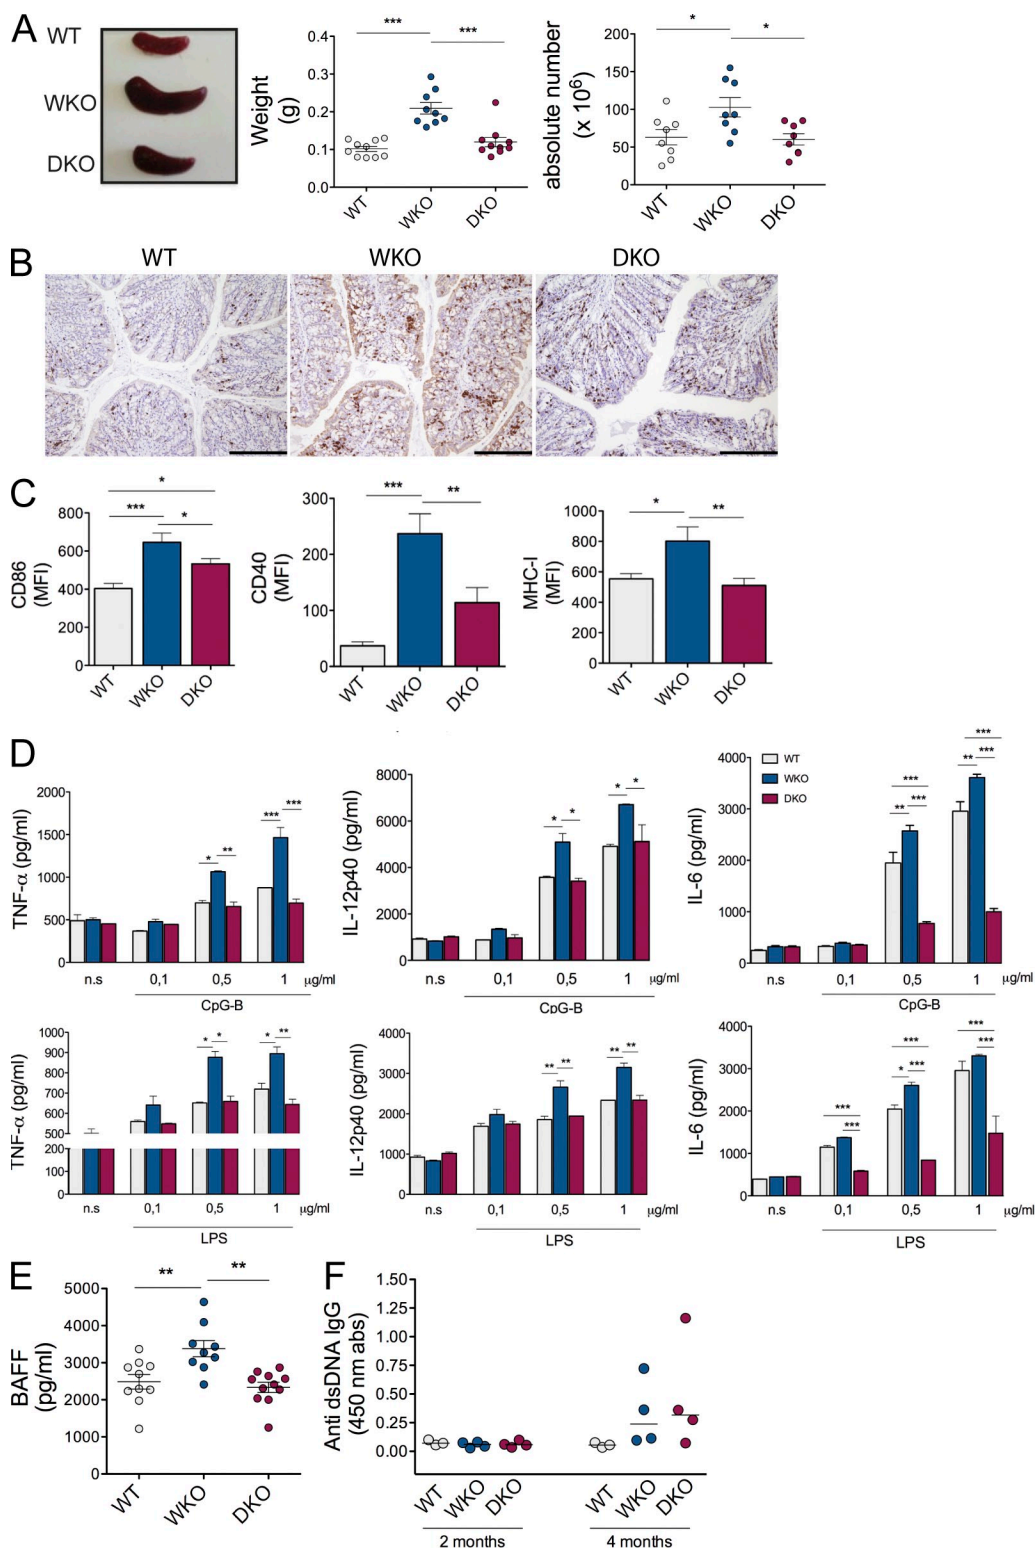 A
WT
WKO
DKO
Weight
(g)
0.4
0.3
0.2
0.1
0.0
***
***
WT
WKO
DKO
absolute number
(x 10⁶)
200
150
100
50
0
*
*
WT
WKO
DKO
B
WT
WKO
DKO
C
CD86
(MFI)
800
600
400
200
0
*
***
*
WT
WKO
DKO
CD40
(MFI)
300
200
100
0
***
**
WT
WKO
DKO
MHC-I
(MFI)
1000
800
600
400
200
0
*
**
WT
WKO
DKO
D
TNF-α (pg/ml)
2000
1500
1000
500
0
*
**
***
***
n.s
0,1
0,5
1
µg/ml
CpG-B
IL-12p40 (pg/ml)
8000
6000
4000
2000
0
*
*
*
*
n.s
0,1
0,5
1
µg/ml
CpG-B
IL-6 (pg/ml)
4000
3000
2000
1000
0
WT
WKO
DKO
***
**
***
***
**
***
n.s
0,1
0,5
1
µg/ml
CpG-B
TNF-α (pg/ml)
1000
900
800
700
600
500
200
100
0
*
*
*
**
n.s
0,1
0,5
1
µg/ml
LPS
IL-12p40 (pg/ml)
4000
3000
2000
1000
0
**
**
**
**
n.s
0,1
0,5
1
µg/ml
LPS
IL-6 (pg/ml)
4000
3000
2000
1000
0
***
***
***
*
***
***
***
n.s
0,1
0,5
1
µg/ml
LPS
E
BAFF
(pg/ml)
5000
4000
3000
2000
1000
0
**
**
WT
WKO
DKO
F
Anti dsDNA IgG
(450 nm abs)
1.50
1.25
1.00
0.75
0.50
0.25
0.00
WT
WKO
DKO
2 months
WT
WKO
DKO
4 months